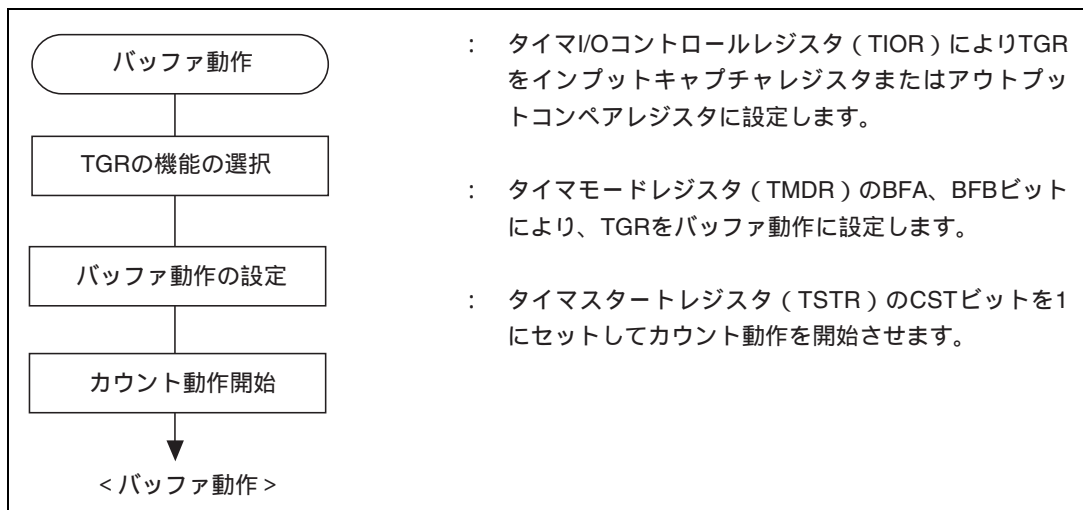 バッファ動作
TGRの機能の選択
バッファ動作の設定
カウント動作開始
＜バッファ動作＞
： タイマI/Oコントロールレジスタ（TIOR）によりTGR
をインプットキャプチャレジスタまたはアウトプッ
トコンペアレジスタに設定します。
： タイマモードレジスタ（TMDR）のBFA、BFBビット
により、TGRをバッファ動作に設定します。
： タイマスタートレジスタ（TSTR）のCSTビットを1
にセットしてカウント動作を開始させます。